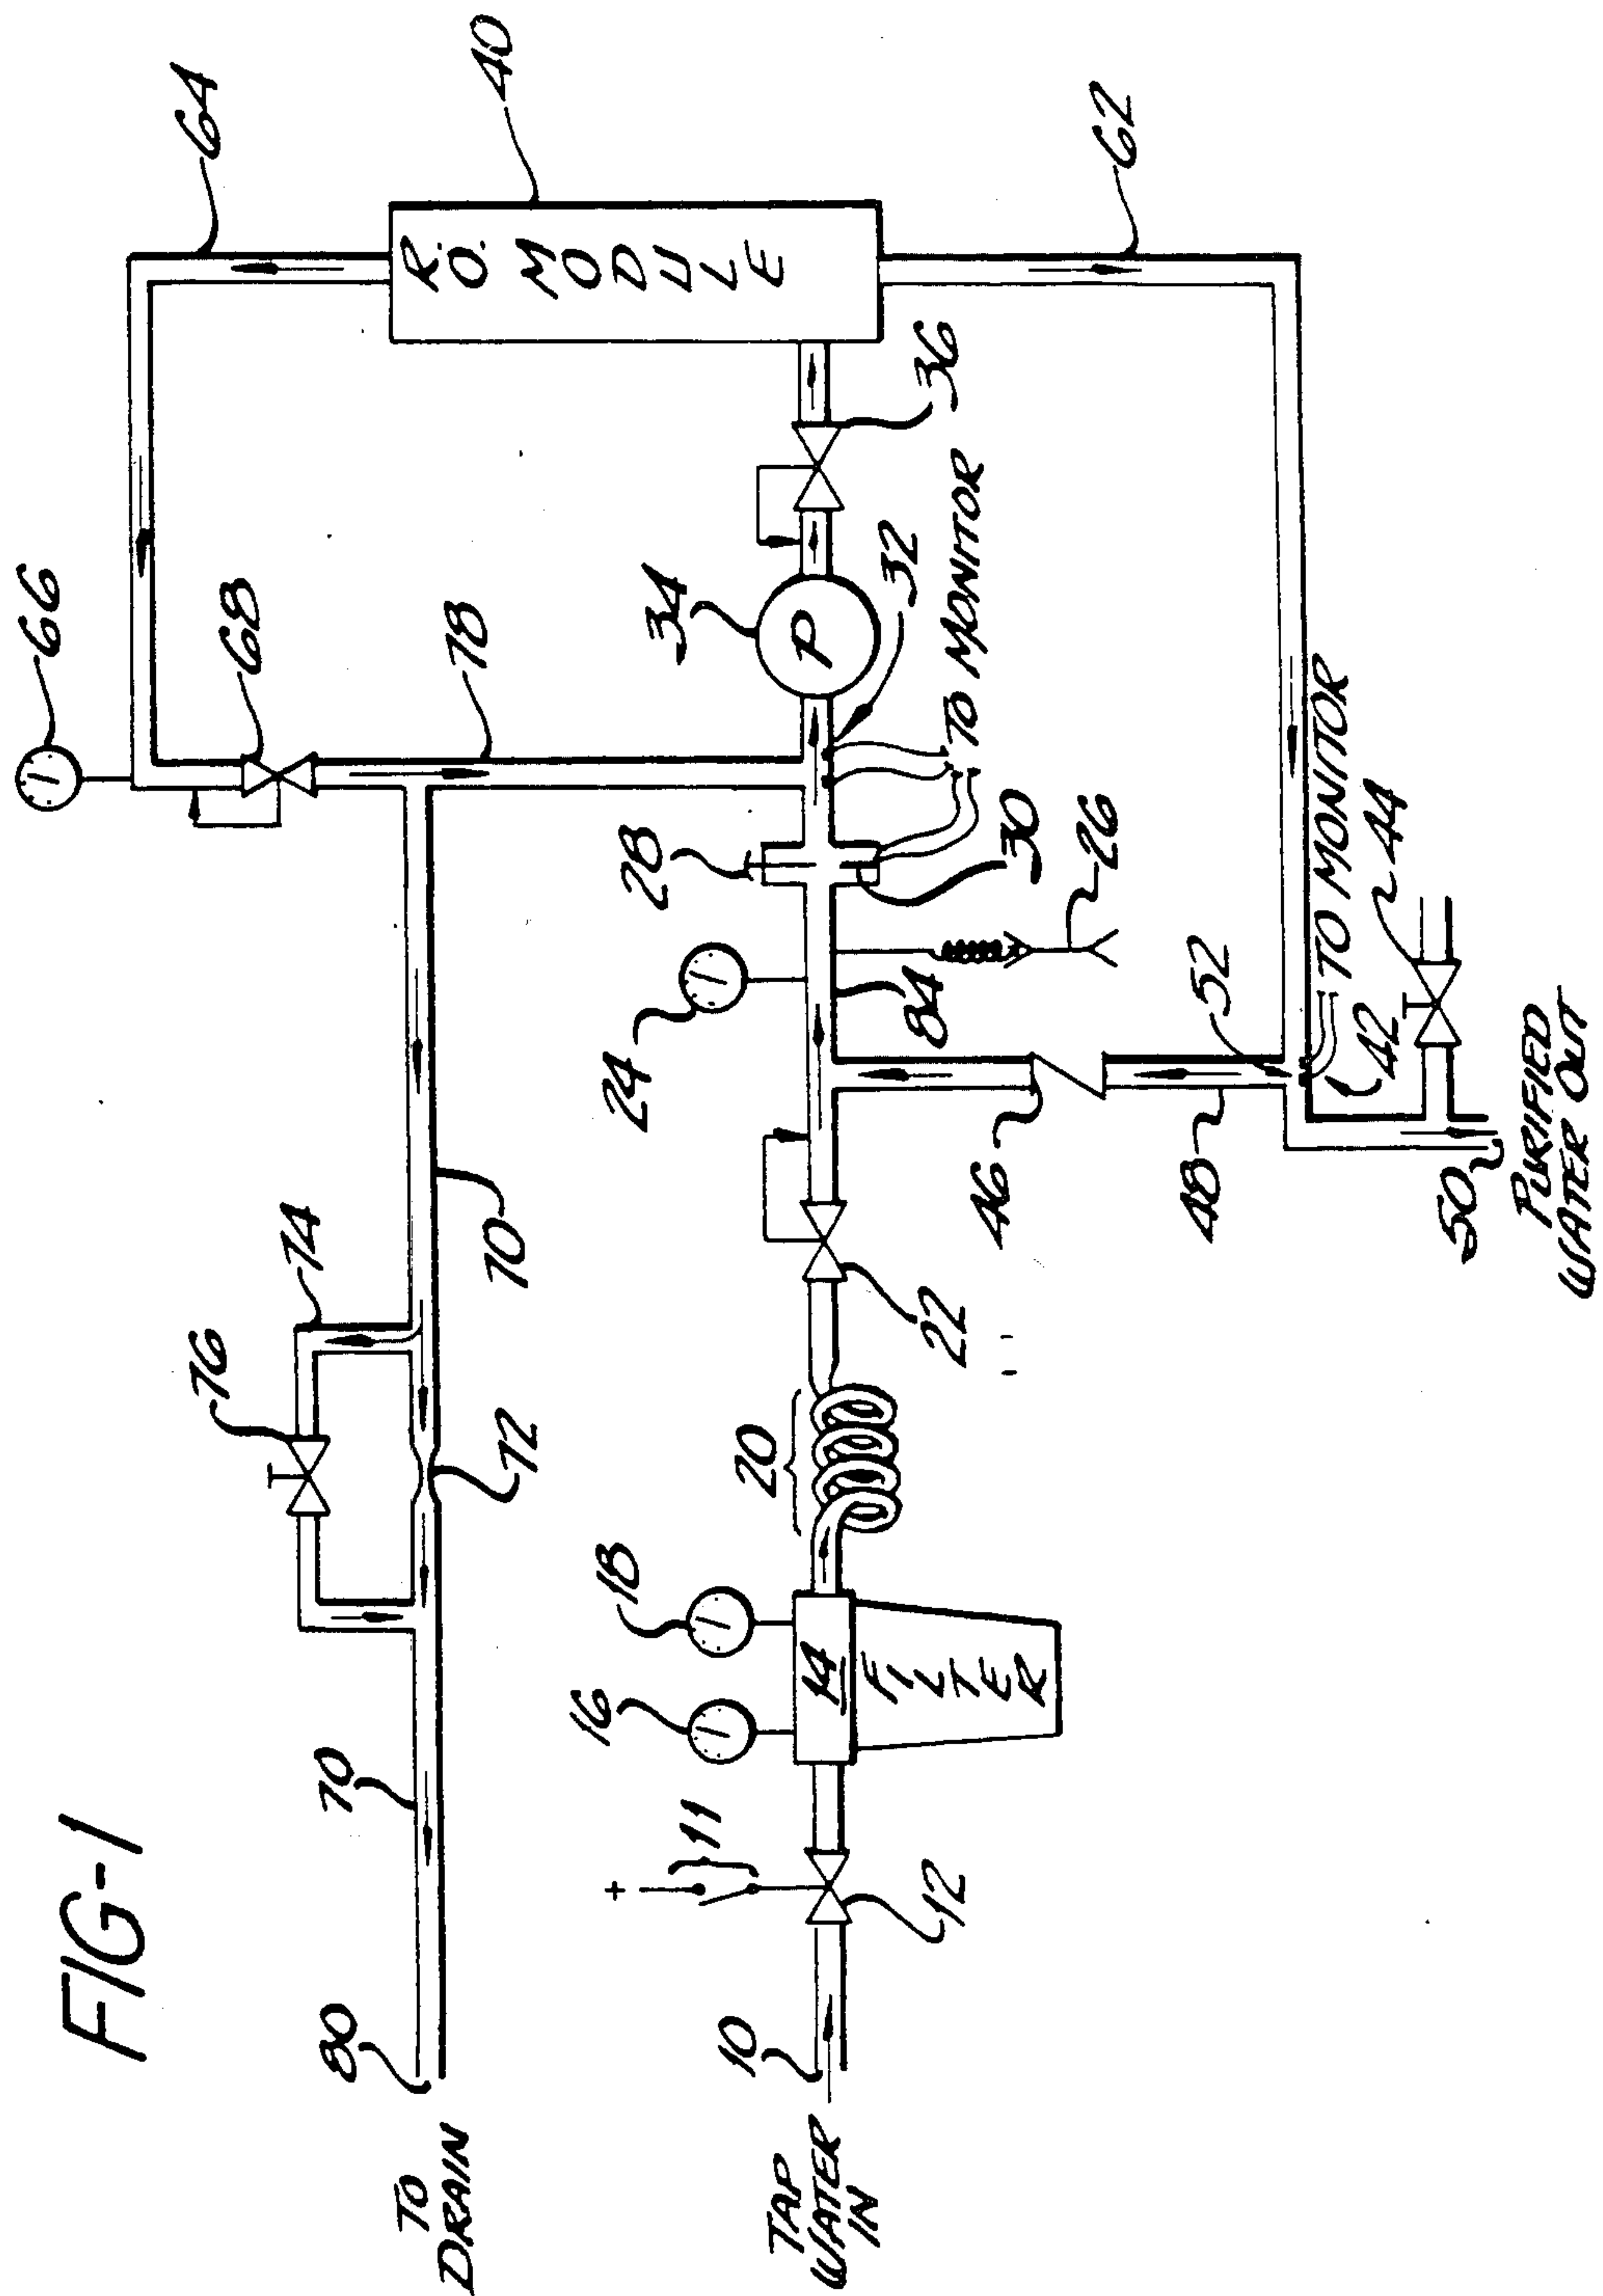 FIG-1
66
64
68
40
78
74
76
70
70
80
TO
DRAIN
72
R.O.
MODULE
34
P
36
32
TO MONITOR
28
24
30
26
84
20
22
18
16
14
FILTER
11
+
12
10
TAP
WATER
IN
46
48
52
42
TO MONITOR
44
62
50
PURIFIED
WATER OUT